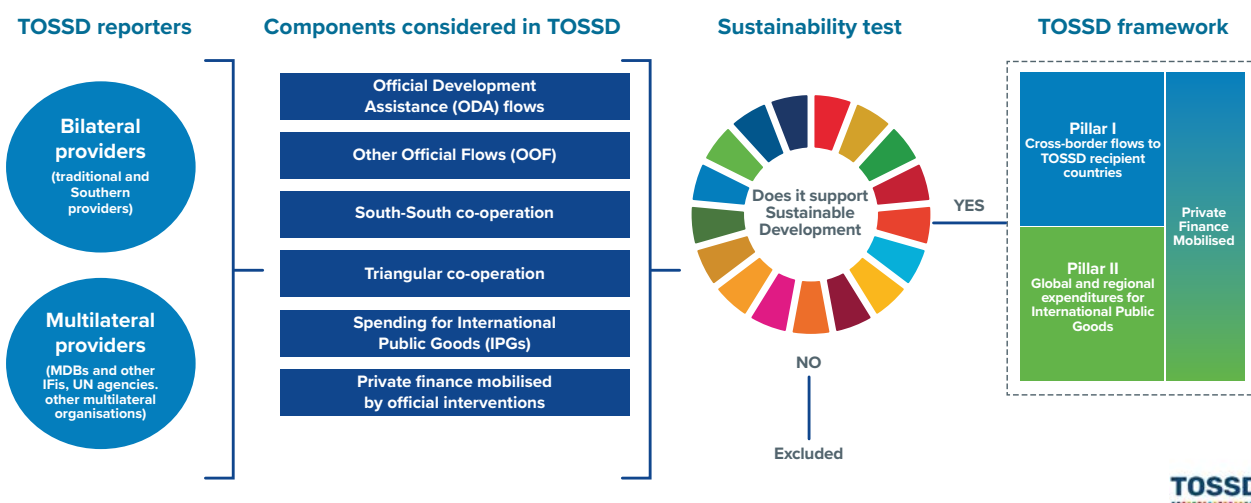 TOSSD reporters
Bilateral
providers
(traditional and
Southern
providers)
Multilateral
providers
(MDBs and other
IFis, UN agencies.
other multilateral
organisations)
Components considered in TOSSD
Official Development
Assistance (ODA) flows
Other Official Flows (OOF)
South-South co-operation
Triangular co-operation
Spending for International
Public Goods (IPGs)
Private finance mobilised
by official interventions
Sustainability test
Does it support
Sustainable
Development
YES
NO
Excluded
TOSSD framework
Pillar I
Cross-border flows to
TOSSD recipient
countries
Pillar II
Global and regional
expenditures for
International Public
Goods
Private
Finance
Mobilised
TOSSD